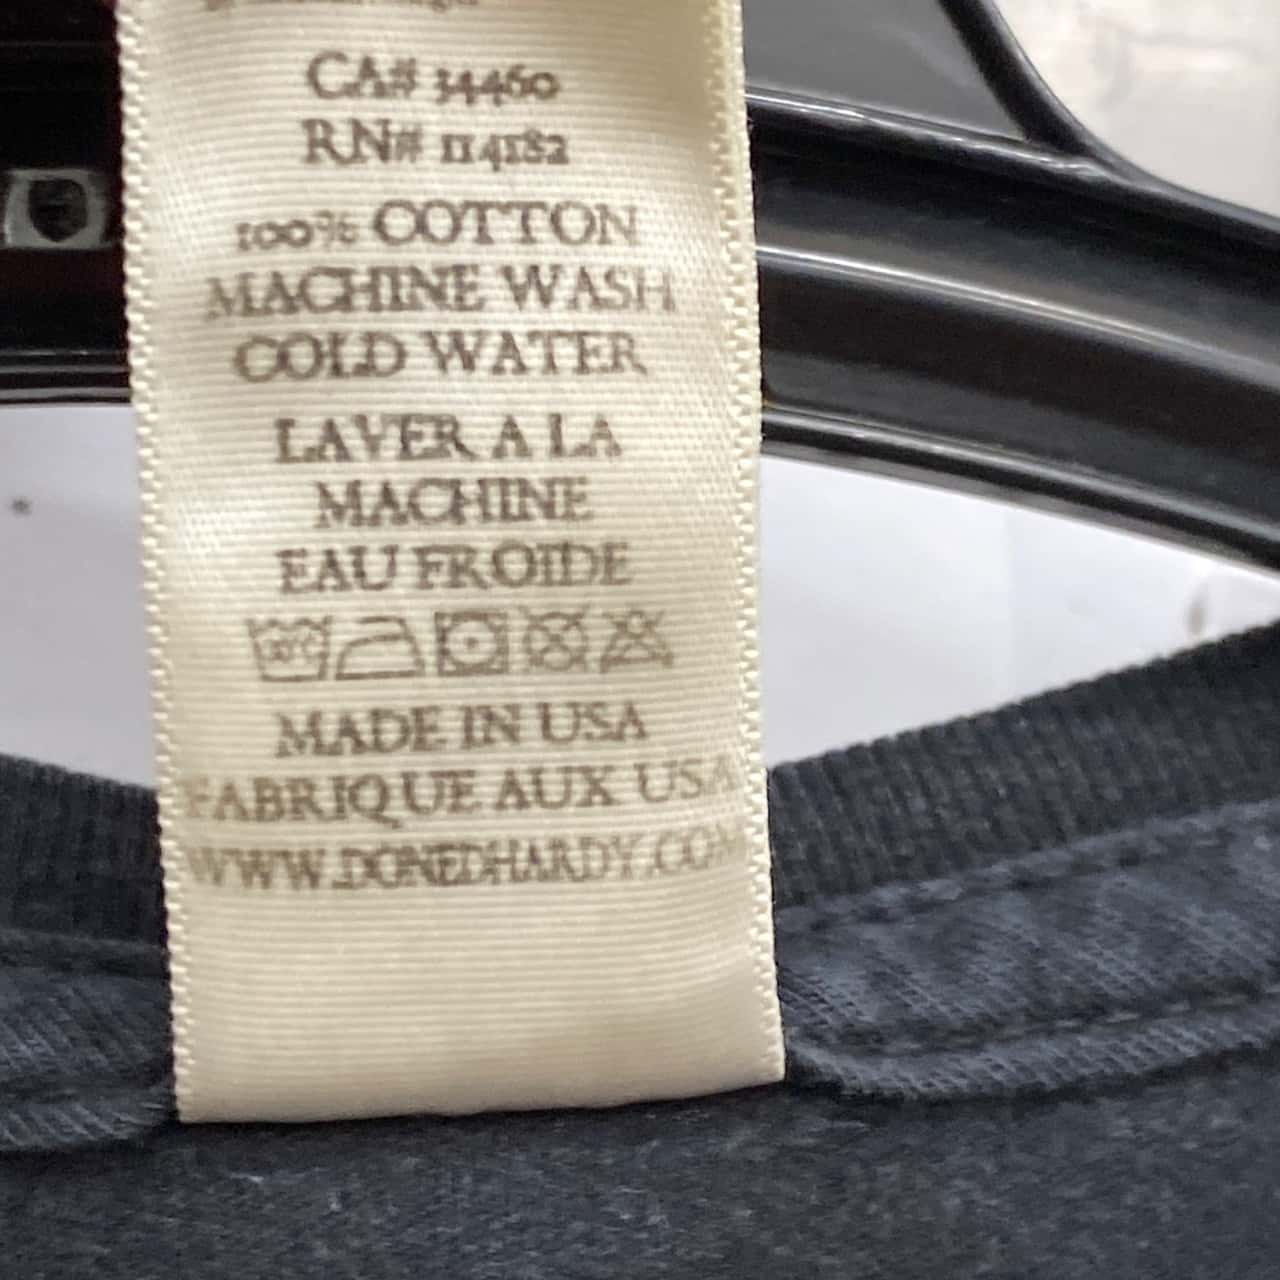 CA# 34460
RN# 114182
100% COTTON
MACHINE WASH
COLD WATER
LAVER A LA
MACHINE
EAU FROIDE
30°C
MADE IN USA
FABRIQUE AUX USA
WWW.DONEDHARDY.COM